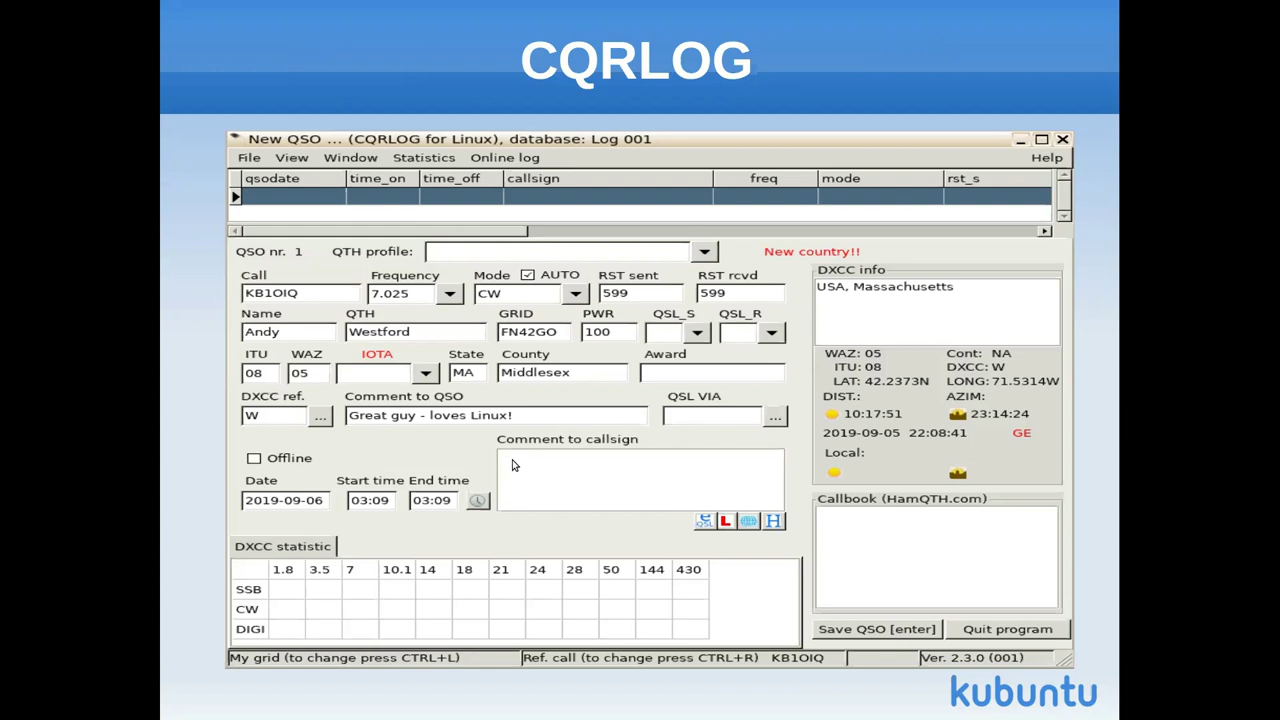 CQRLOG
New QSO ... (CQRLOG for Linux), database: Log 001
File View Window Statistics Online log Help
qsodate time_on time_off callsign freq mode rst_s
QSO nr. 1 QTH profile: New country!!
Call Frequency Mode AUTO RST sent RST rcvd
KB1OIQ 7.025 CW 599 599
Name QTH GRID PWR QSL_S QSL_R
Andy Westford FN42GO 100
ITU WAZ IOTA State County Award
08 05 MA Middlesex
DXCC ref. Comment to QSO QSL VIA
W ... Great guy - loves Linux! ...
Comment to callsign
Offline
Date Start time End time
2019-09-06 03:09 03:09
QSL L H
DXCC info
USA, Massachusetts
WAZ: 05 Cont: NA
ITU: 08 DXCC: W
LAT: 42.2373N LONG: 71.5314W
DIST.: AZIM:
10:17:51 23:14:24
2019-09-05 22:08:41 GE
Local:
Callbook (HamQTH.com)
DXCC statistic
1.8 3.5 7 10.1 14 18 21 24 28 50 144 430
SSB
CW
DIGI
Save QSO [enter] Quit program
My grid (to change press CTRL+L) Ref. call (to change press CTRL+R) KB1OIQ Ver. 2.3.0 (001)
kubuntu